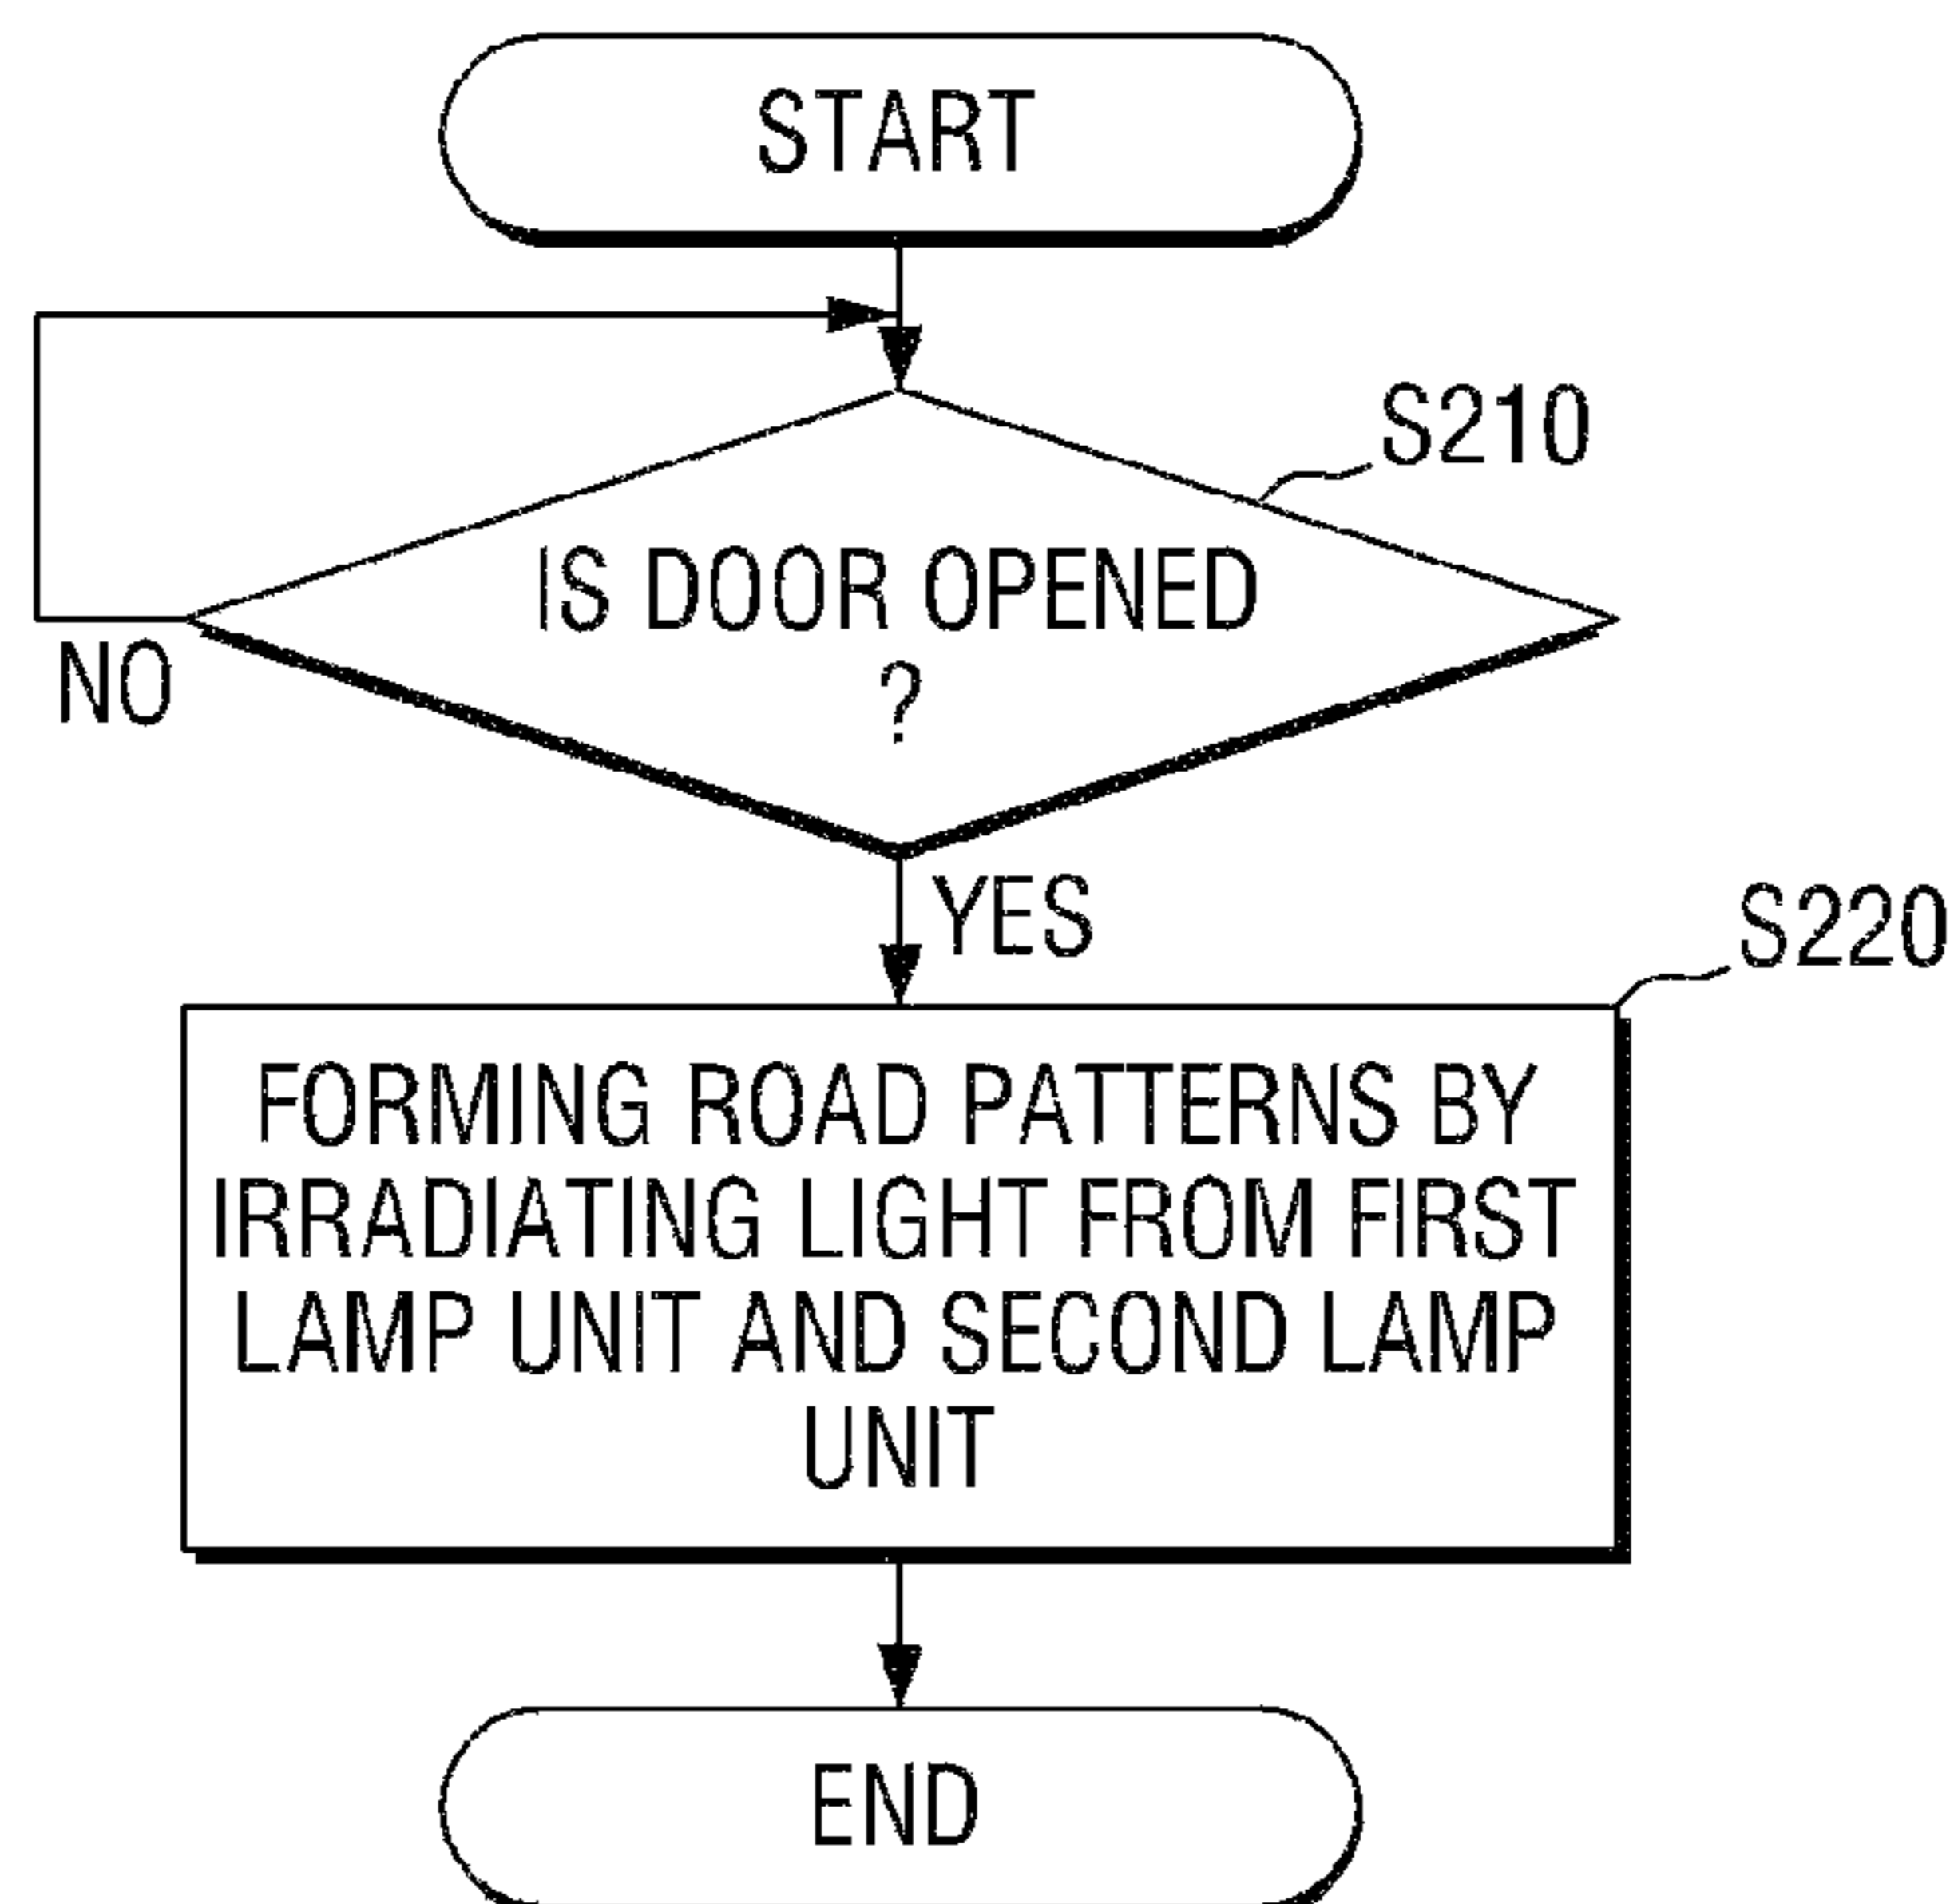 START
S210
IS DOOR OPENED
?
NO
YES
S220
FORMING ROAD PATTERNS BY
IRRADIATING LIGHT FROM FIRST
LAMP UNIT AND SECOND LAMP
UNIT
END